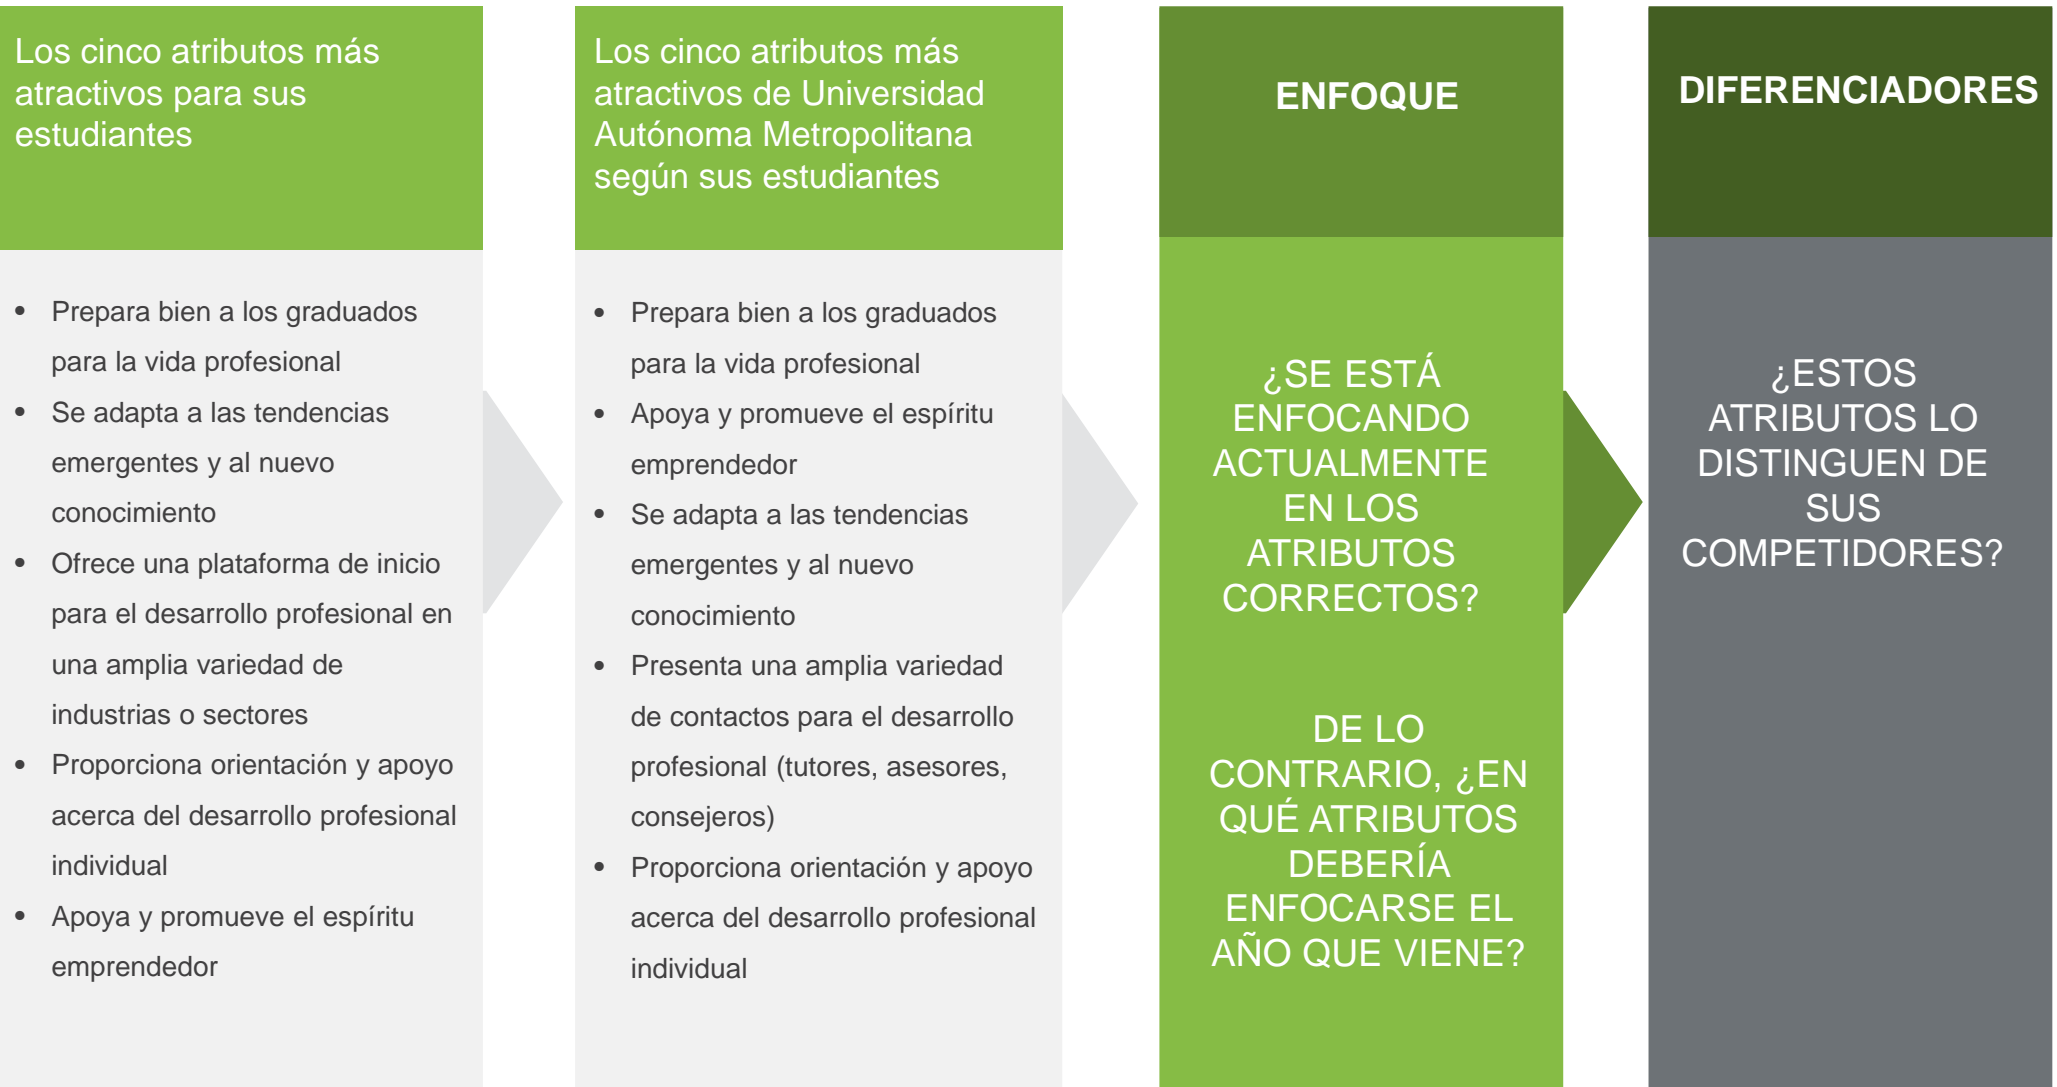 Los cinco atributos más
atractivos para sus
estudiantes
• Prepara bien a los graduados
para la vida profesional
• Se adapta a las tendencias
emergentes y al nuevo
conocimiento
• Ofrece una plataforma de inicio
para el desarrollo profesional en
una amplia variedad de
industrias o sectores
• Proporciona orientación y apoyo
acerca del desarrollo profesional
individual
• Apoya y promueve el espíritu
emprendedor
Los cinco atributos más
atractivos de Universidad
Autónoma Metropolitana
según sus estudiantes
• Prepara bien a los graduados
para la vida profesional
• Apoya y promueve el espíritu
emprendedor
• Se adapta a las tendencias
emergentes y al nuevo
conocimiento
• Presenta una amplia variedad
de contactos para el desarrollo
profesional (tutores, asesores,
consejeros)
• Proporciona orientación y apoyo
acerca del desarrollo profesional
individual
ENFOQUE
¿SE ESTÁ
ENFOCANDO
ACTUALMENTE
EN LOS
ATRIBUTOS
CORRECTOS?
DE LO
CONTRARIO, ¿EN
QUÉ ATRIBUTOS
DEBERÍA
ENFOCARSE EL
AÑO QUE VIENE?
DIFERENCIADORES
¿ESTOS
ATRIBUTOS LO
DISTINGUEN DE
SUS
COMPETIDORES?